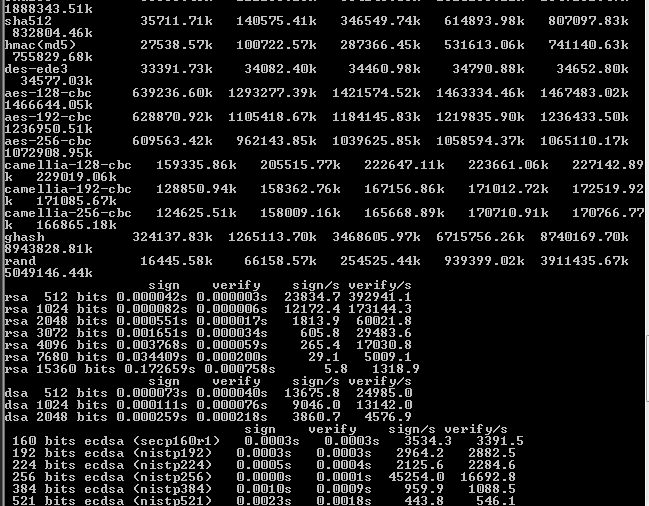 1888343.51k
sha512 35711.71k 140575.41k 346549.74k 614893.98k 807097.83k
832804.46k
hmac(md5) 27538.57k 100722.57k 287366.45k 531613.06k 741140.63k
755829.68k
des-ede3 33391.73k 34082.40k 34460.98k 34790.88k 34652.80k
34577.03k
aes-128-cbc 639236.60k 1293277.39k 1421574.52k 1463334.46k 1467483.02k
1466644.05k
aes-192-cbc 628870.92k 1105418.67k 1184145.83k 1219835.90k 1236433.50k
1236950.51k
aes-256-cbc 609563.42k 962143.85k 1039625.85k 1058594.37k 1065110.17k
1072908.95k
camellia-128-cbc 159335.86k 205515.77k 222647.11k 223661.06k 227142.89
k 229019.06k
camellia-192-cbc 128850.94k 158362.76k 167156.86k 171012.72k 172519.92
k 171085.67k
camellia-256-cbc 124625.51k 158009.16k 165668.89k 170710.91k 170766.77
k 166865.18k
ghash 324137.83k 1265113.70k 3468605.97k 6715756.26k 8740169.70k
8943828.81k
rand 16445.58k 66158.57k 254525.44k 939399.02k 3911435.67k
5049146.44k
sign verify sign/s verify/s
rsa 512 bits 0.000042s 0.000003s 23834.7 392941.1
rsa 1024 bits 0.000082s 0.000006s 12172.4 173144.3
rsa 2048 bits 0.000551s 0.000017s 1813.9 60021.8
rsa 3072 bits 0.001651s 0.000034s 605.8 29483.6
rsa 4096 bits 0.003768s 0.000059s 265.4 17030.8
rsa 7680 bits 0.034409s 0.000200s 29.1 5009.1
rsa 15360 bits 0.172659s 0.000758s 5.8 1318.9
sign verify sign/s verify/s
dsa 512 bits 0.000073s 0.000040s 13675.8 24985.0
dsa 1024 bits 0.000111s 0.000076s 9046.0 13142.0
dsa 2048 bits 0.000259s 0.000218s 3860.7 4576.9
sign verify sign/s verify/s
160 bits ecdsa (secp160r1) 0.0003s 0.0003s 3534.3 3391.5
192 bits ecdsa (nistp192) 0.0003s 0.0003s 2964.2 2882.5
224 bits ecdsa (nistp224) 0.0005s 0.0004s 2125.6 2284.6
256 bits ecdsa (nistp256) 0.0000s 0.0001s 45254.0 16692.8
384 bits ecdsa (nistp384) 0.0010s 0.0009s 959.9 1088.5
521 bits ecdsa (nistp521) 0.0023s 0.0018s 443.8 546.1